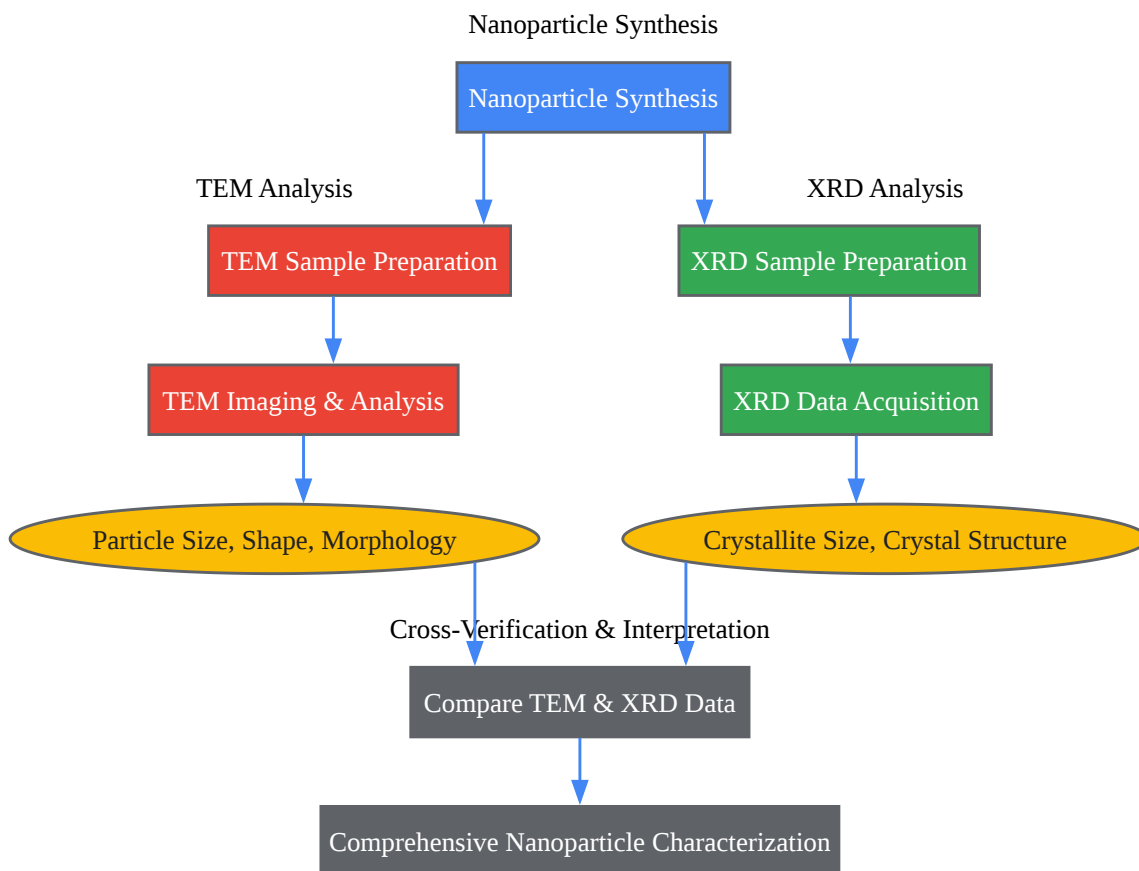 Nanoparticle Synthesis
Nanoparticle Synthesis
TEM Analysis
XRD Analysis
TEM Sample Preparation
XRD Sample Preparation
TEM Imaging & Analysis
XRD Data Acquisition
Particle Size, Shape, Morphology
Crystallite Size, Crystal Structure
Cross-Verification & Interpretation
Compare TEM & XRD Data
Comprehensive Nanoparticle Characterization